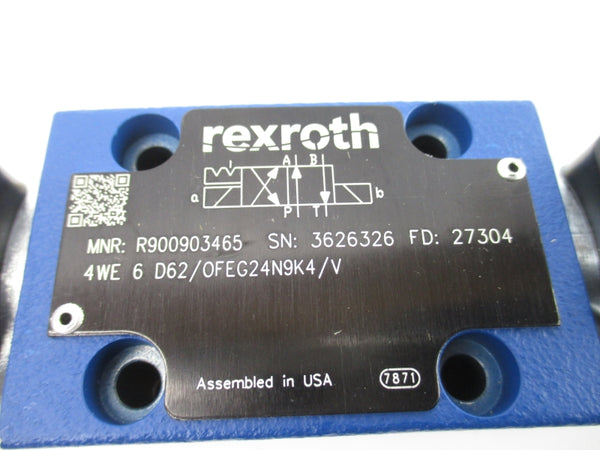 rexroth
A B
a b
P T
MNR: R900903465 SN: 3626326 FD: 27304
4WE 6 D62/OFEG24N9K4/V
Assembled in USA 7871